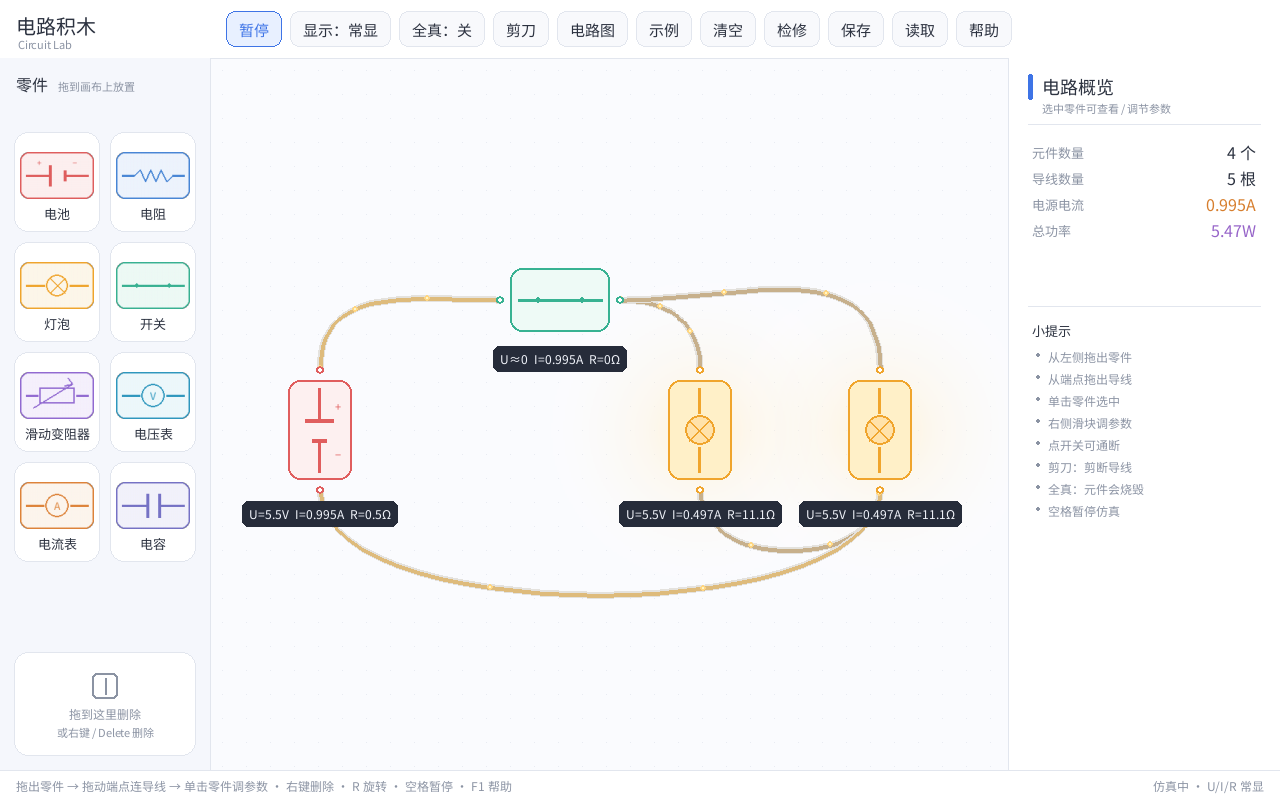 电路积木
Circuit Lab
暂停
显示：常显
全真：关
剪刀
电路图
示例
清空
检修
保存
读取
帮助
零件 拖到画布上放置
电池
电阻
灯泡
开关
滑动变阻器
V
电压表
A
电流表
电容
拖到这里删除
或右键 / Delete 删除
U≈0 I=0.995A R=0Ω
U=5.5V I=0.995A R=0.5Ω
U=5.5V I=0.497A R=11.1Ω
U=5.5V I=0.497A R=11.1Ω
电路概览
选中零件可查看 / 调节参数
元件数量 4 个
导线数量 5 根
电源电流 0.995A
总功率 5.47W
小提示
• 从左侧拖出零件
• 从端点拖出导线
• 单击零件选中
• 右侧滑块调参数
• 点开关可通断
• 剪刀：剪断导线
• 全真：元件会烧毁
• 空格暂停仿真
拖出零件 → 拖动端点连导线 → 单击零件调参数 • 右键删除 • R 旋转 • 空格暂停 • F1 帮助
仿真中 • U/I/R 常显